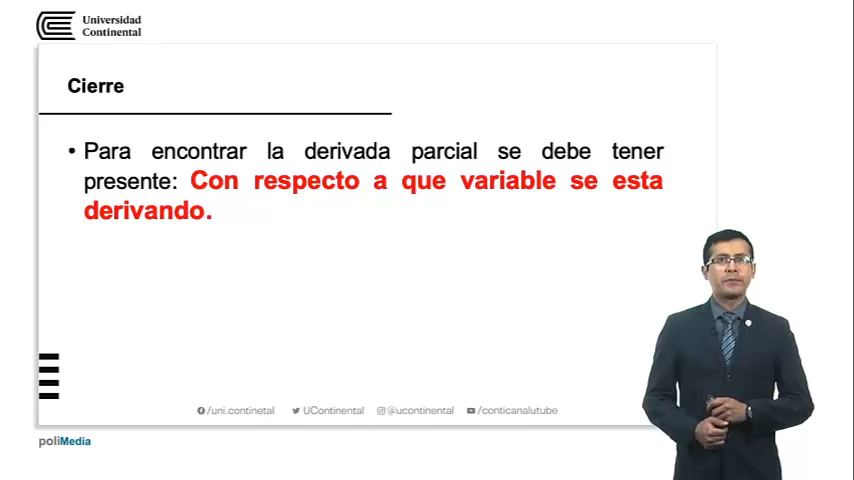 Universidad
Continental
Cierre
• Para encontrar la derivada parcial se debe tener
presente: Con respecto a que variable se esta
derivando.
/uni.continetal UContinental @ucontinental /conticanalutube
poliMedia